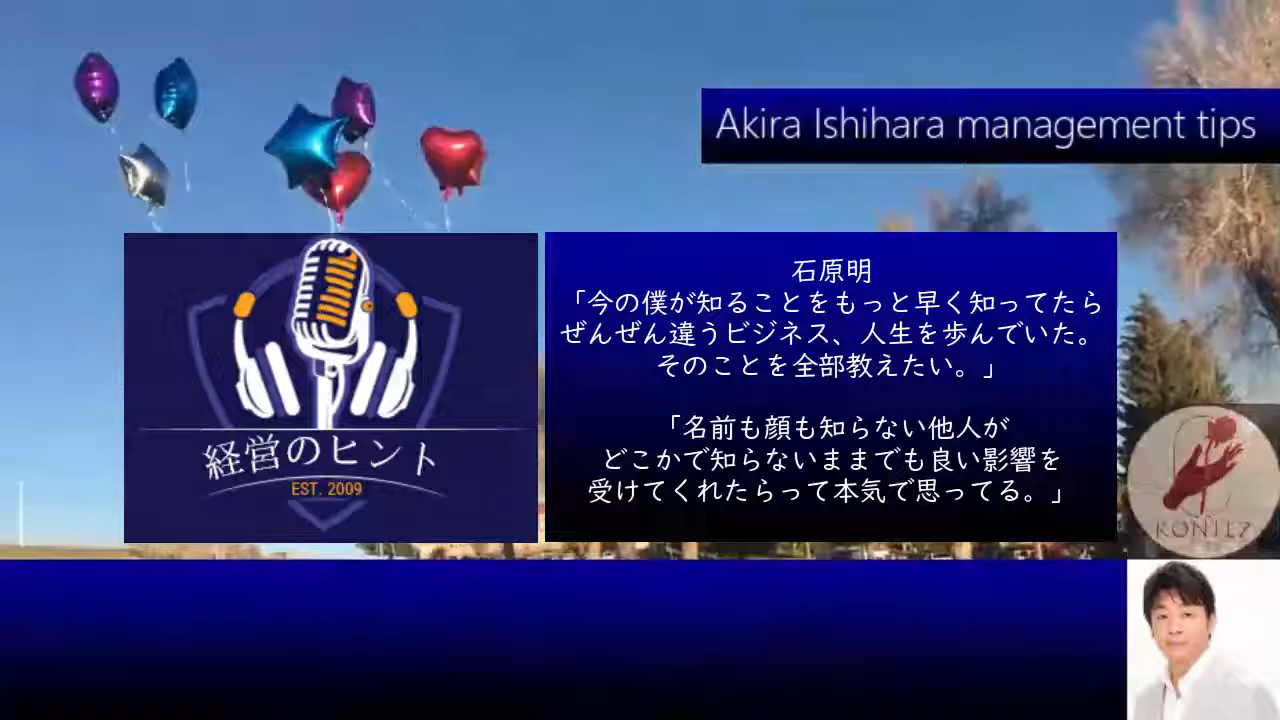 Akira Ishihara management tips
経営のヒント
EST. 2009
石原明
「今の僕が知ることをもっと早く知ってたら
ぜんぜん違うビジネス、人生を歩んでいた。
そのことを全部教えたい。」
「名前も顔も知らない他人が
どこかで知らないままでも良い影響を
受けてくれたらって本気で思ってる。」